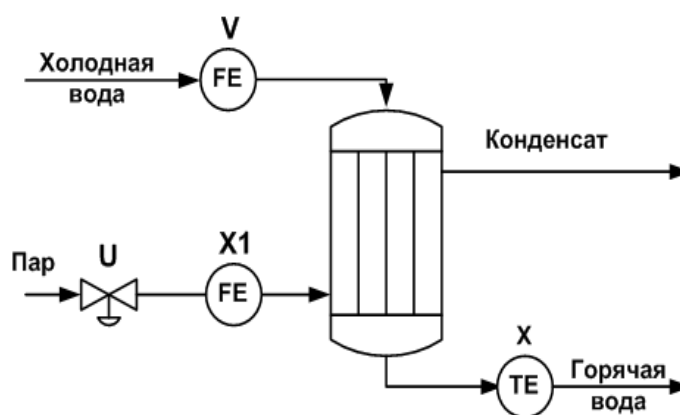 V
Холодная
вода
FE
Конденсат
Пар
U
X1
FE
X
TE
Горячая
вода